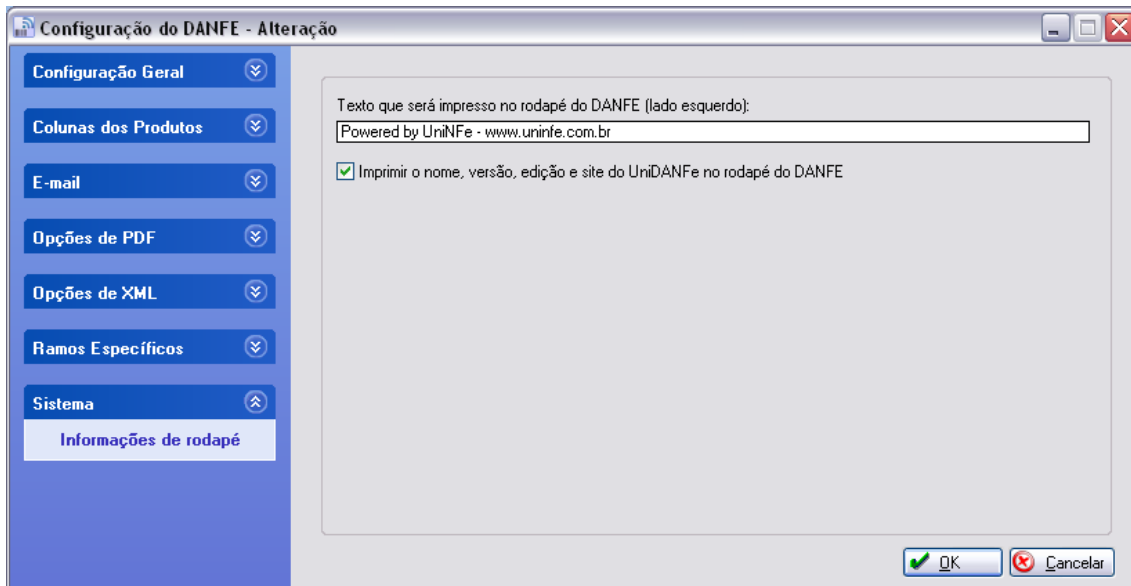 Configuração do DANFE - Alteração
Configuração Geral
Colunas dos Produtos
E-mail
Opções de PDF
Opções de XML
Ramos Específicos
Sistema
Informações de rodapé
Texto que será impresso no rodapé do DANFE (lado esquerdo):
Powered by UniNFe - www.uninfe.com.br
Imprimir o nome, versão, edição e site do UniDANFe no rodapé do DANFE
OK
Cancelar